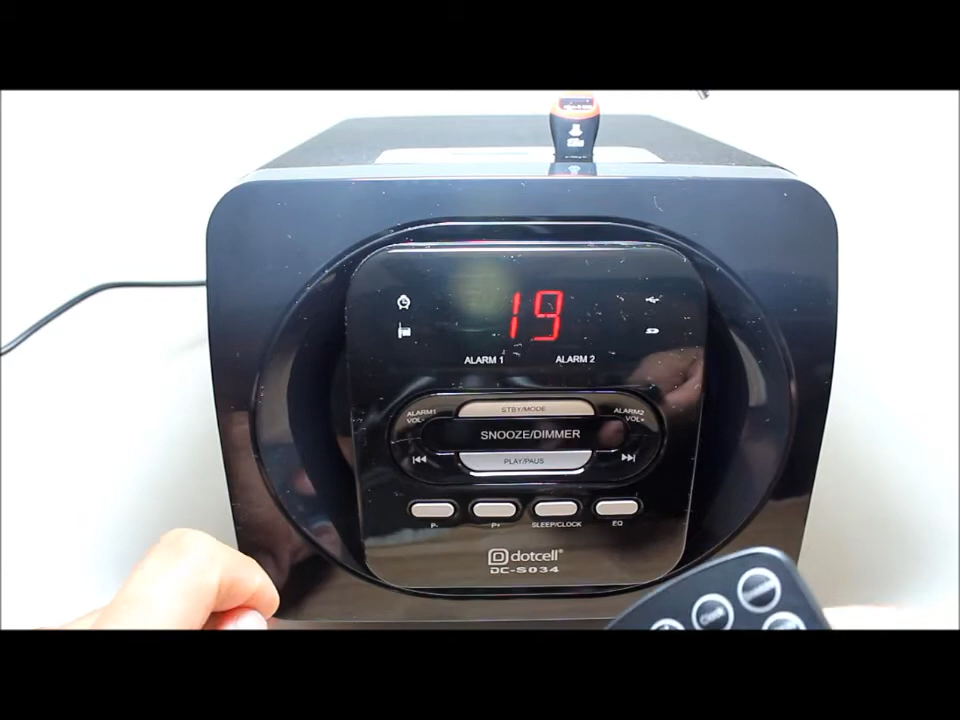 19
ALARM 1 ALARM 2
STBY/MODE
ALARM1 ALARM2
VOL- VOL+
SNOOZE/DIMMER
PLAY/PAUS
P- P+ SLEEP/CLOCK EQ
dotcell®
DC-S034